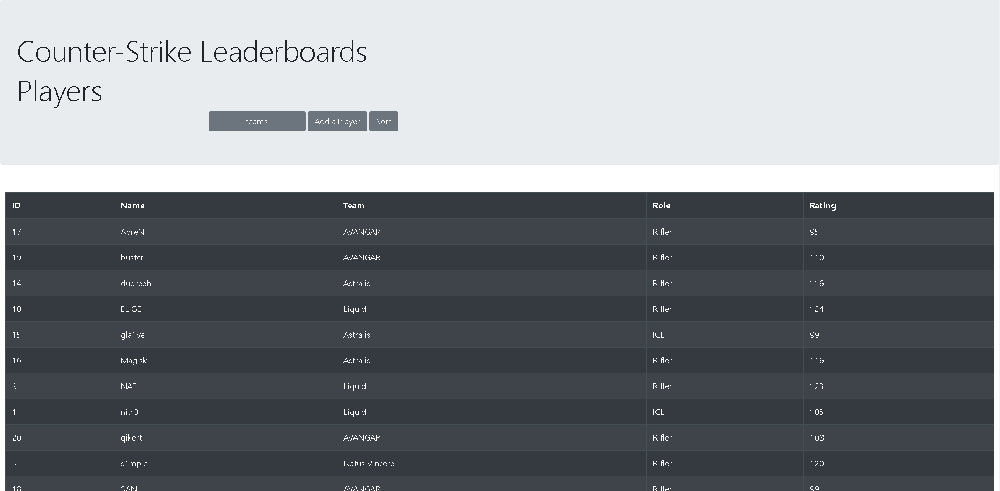 Counter-Strike Leaderboards
Players
teams Add a Player Sort
ID Name Team Role Rating
17 AdreN AVANGAR Rifler 95
19 buster AVANGAR Rifler 110
14 dupreeh Astralis Rifler 116
10 ELiGE Liquid Rifler 124
15 gla1ve Astralis IGL 99
16 Magisk Astralis Rifler 116
9 NAF Liquid Rifler 123
1 nitr0 Liquid IGL 105
20 qikert AVANGAR Rifler 108
5 s1mple Natus Vincere Rifler 120
18 AVANGAR Rifler 99